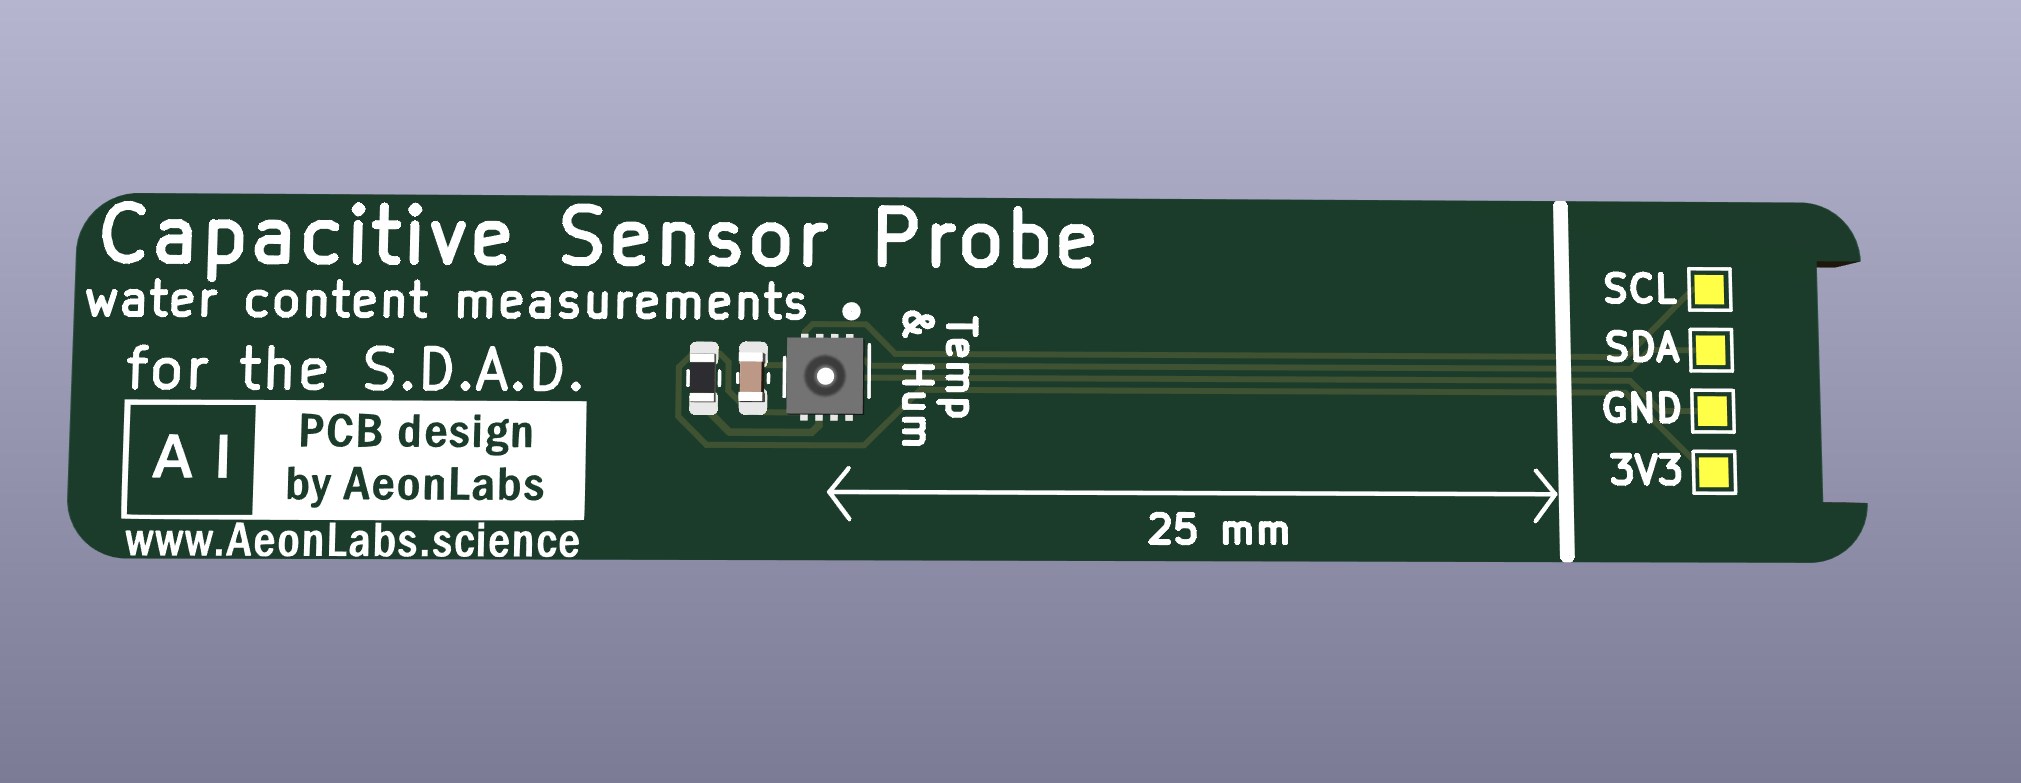 Capacitive Sensor Probe
water content measurements
for the S.D.A.D.
A I
PCB design
by AeonLabs
www.AeonLabs.science
Temp
& Hum
25 mm
SCL
SDA
GND
3V3